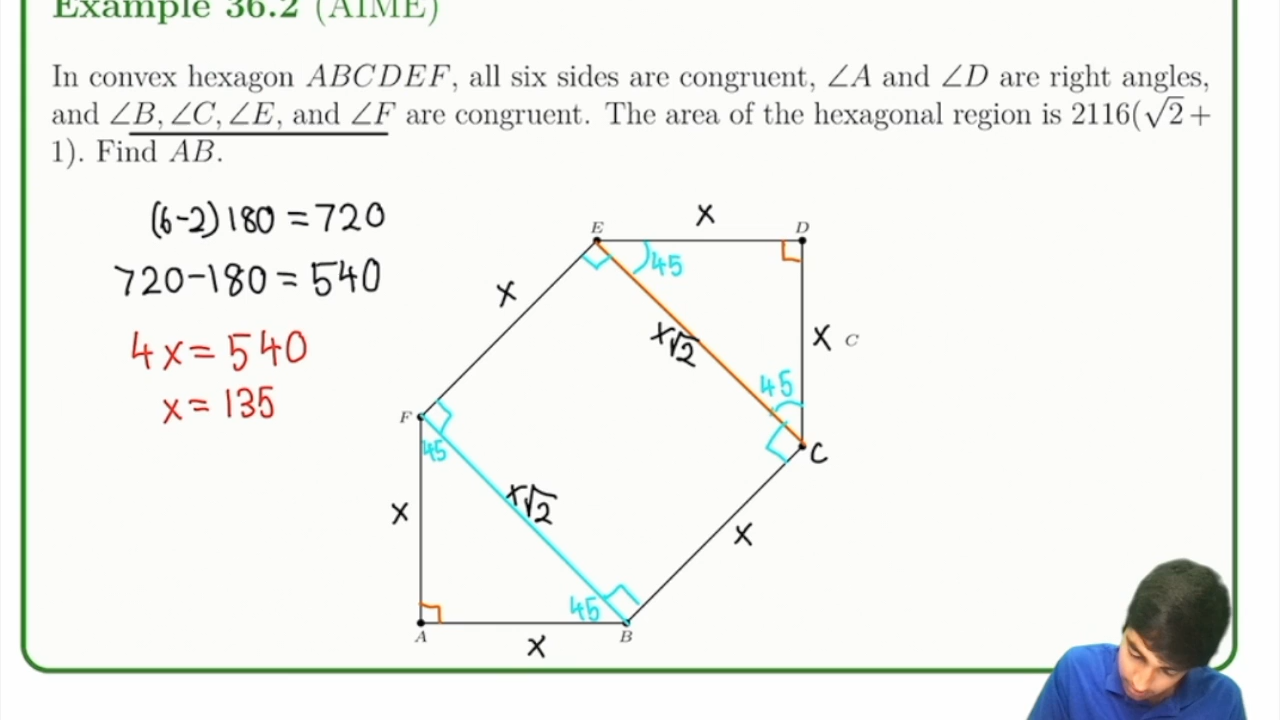 Example 36.2 (AIME)
In convex hexagon ABCDEF, all six sides are congruent, ∠A and ∠D are right angles,
and ∠B, ∠C, ∠E, and ∠F are congruent. The area of the hexagonal region is 2116(√2+
1). Find AB.
(6-2)180 = 720
720-180 = 540
4x = 540
x = 135
x
E
D
45
x
x√2
x
C
45
F
C
45
x√2
x
x
45
A
B
x